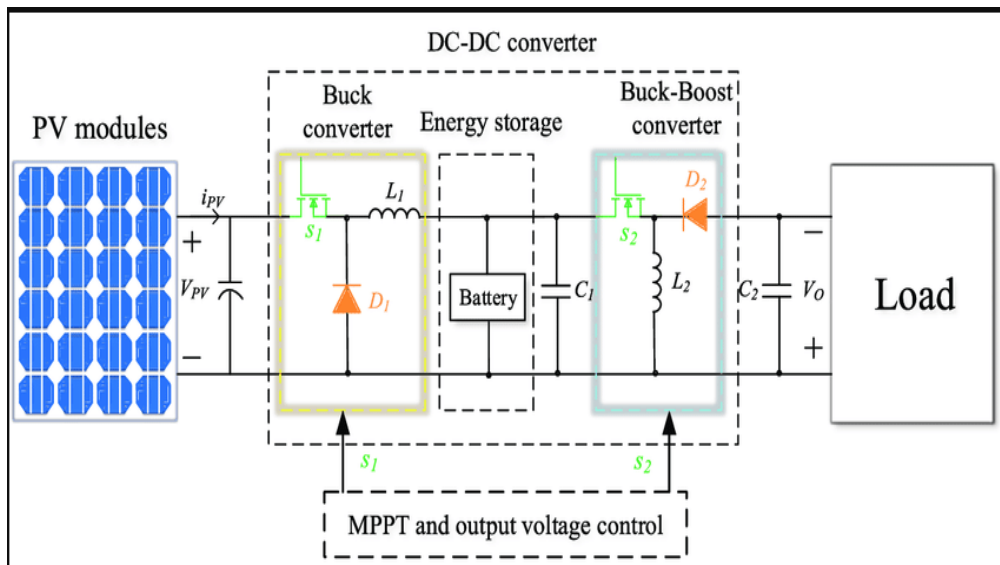 DC-DC converter
PV modules
Buck
converter
Energy storage
Buck-Boost
converter
iPV
+
VPV
−
s1
L1
D1
Battery
C1
s2
D2
L2
C2
−
VO
+
Load
s1
s2
MPPT and output voltage control